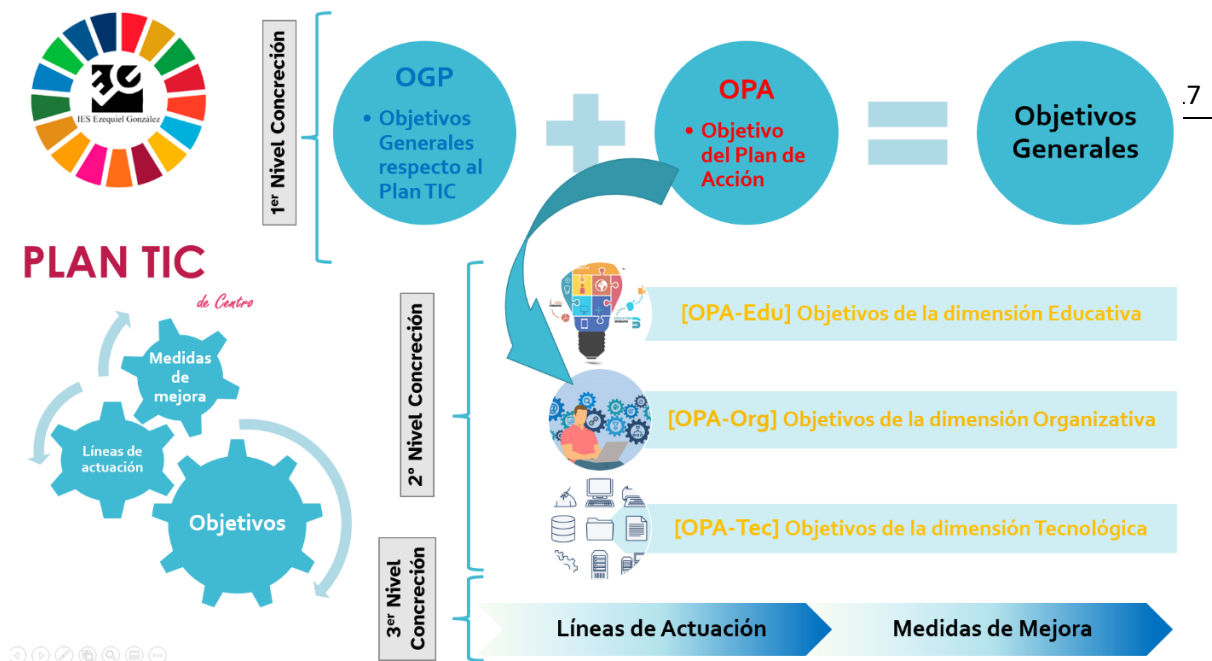 IES Ezequiel González
PLAN TIC
de Centro
Medidas
de
mejora
Líneas de
actuación
Objetivos
1er Nivel Concreción
OGP
• Objetivos
Generales
respecto al
Plan TIC
OPA
• Objetivo
del Plan de
Acción
Objetivos
Generales
.7
2° Nivel Concreción
[OPA-Edu] Objetivos de la dimensión Educativa
[OPA-Org] Objetivos de la dimensión Organizativa
[OPA-Tec] Objetivos de la dimensión Tecnológica
3er Nivel
Concreción
Líneas de Actuación
Medidas de Mejora